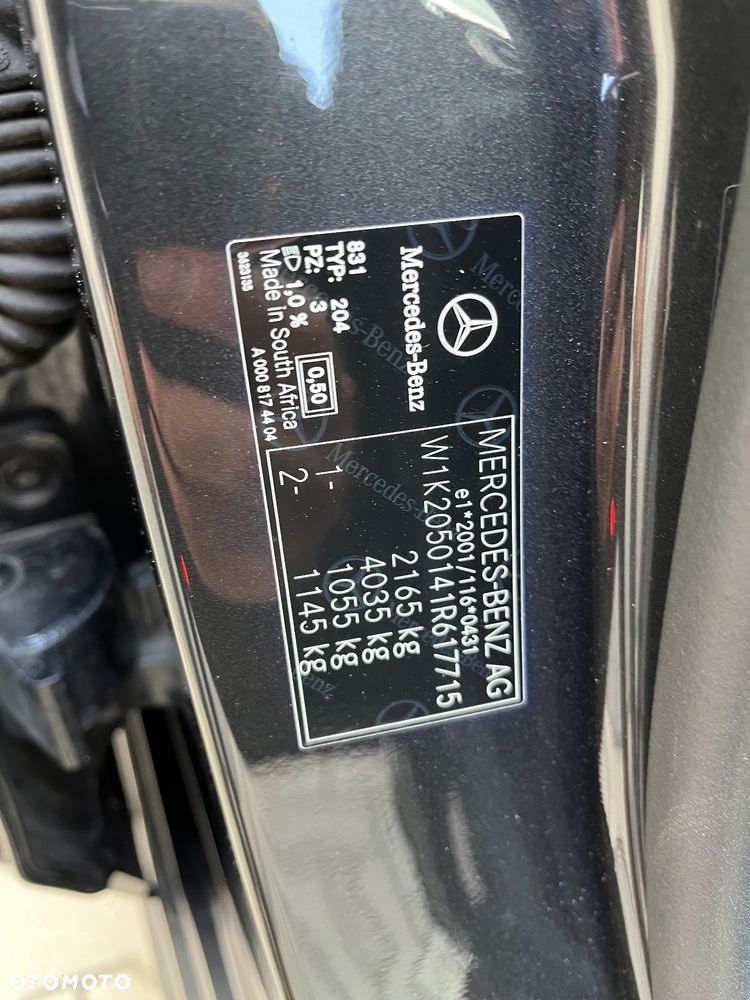 MERCEDES-BENZ AG
e1*2001/116*0431
W1K2050141R617715
2165 kg
4035 kg
1- 1055 kg
2- 1145 kg
Mercedes-Benz
831
TYP: 204
PZ: 3 0,50
1,0 %
Made in South Africa
A 000 817 44 04
Mercedes-Benz
OTOMOTO